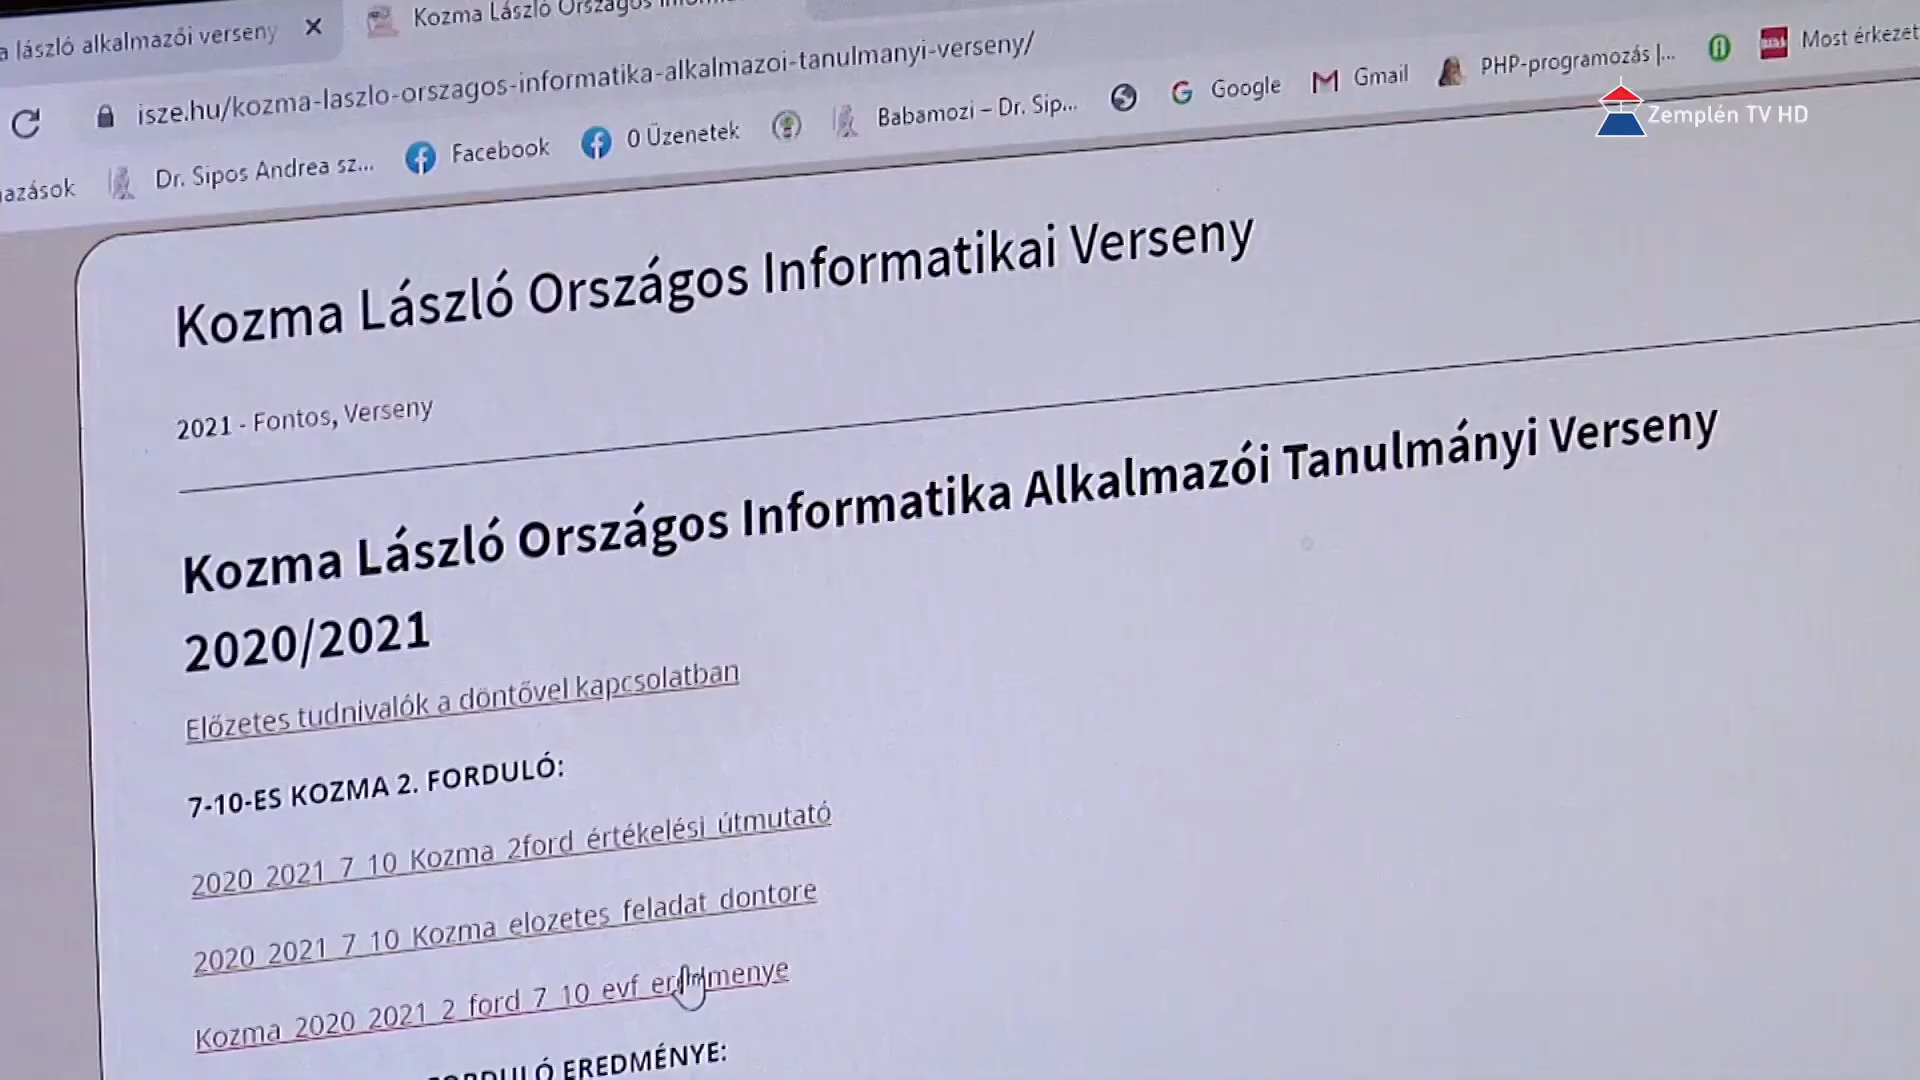 lászló alkalmazói verseny
Kozma László Országos
isze.hu/kozma-laszlo-orszagos-informatika-alkalmazoi-tanulmanyi-verseny/
Dr. Sipos Andrea sz...
Facebook
0 Üzenetek
Babamozi – Dr. Sip...
Google
Gmail
PHP-programozás |...
Most érkezet
Zemplén TV HD
Kozma László Országos Informatikai Verseny
2021 - Fontos, Verseny
Kozma László Országos Informatika Alkalmazói Tanulmányi Verseny
2020/2021
Előzetes tudnivalók a döntővel kapcsolatban
7-10-ES KOZMA 2. FORDULÓ:
2020_2021_7_10_Kozma_2ford_értékelési_útmutató
2020_2021_7_10_Kozma_elozetes_feladat_dontore
Kozma_2020_2021_2_ford_7_10_evf_eredmenye
FORDULÓ EREDMÉNYE: